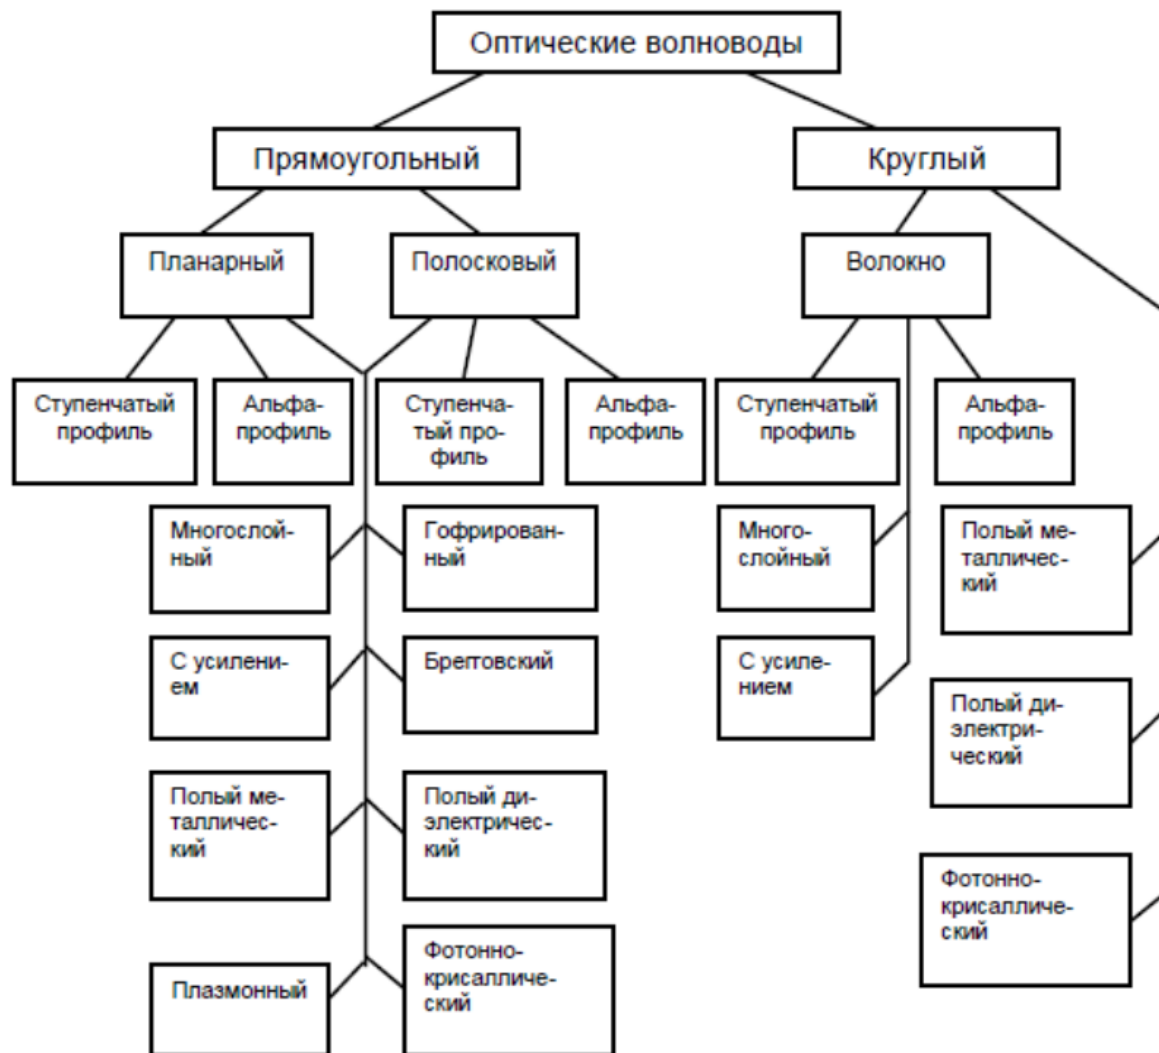 Оптические волноводы
Прямоугольный
Круглый
Планарный
Полосковый
Волокно
Ступенчатый
профиль
Альфа-
профиль
Ступенча-
тый про-
филь
Альфа-
профиль
Ступенчатый
профиль
Альфа-
профиль
Многослой-
ный
Гофрирован-
ный
Много-
слойный
Полый ме-
талличес-
кий
С усилени-
ем
Брегговский
С усиле-
нием
Полый ди-
электри-
ческий
Полый ме-
талличес-
кий
Полый ди-
электричес-
кий
Фотонно-
крисалличе-
ский
Плазмонный
Фотонно-
крисалличе-
ский